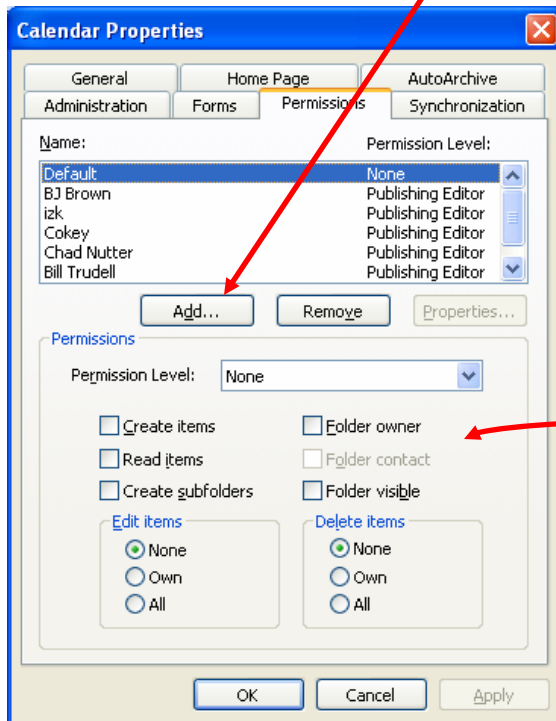 Calendar Properties
General Home Page AutoArchive
Administration Forms Permissions Synchronization
Name: Permission Level:
Default None
BJ Brown Publishing Editor
izk Publishing Editor
Cokey Publishing Editor
Chad Nutter Publishing Editor
Bill Trudell Publishing Editor
Add... Remove Properties...
Permissions
Permission Level: None
Create items Folder owner
Read items Folder contact
Create subfolders Folder visible
Edit items Delete items
None None
Own Own
All All
OK Cancel Apply